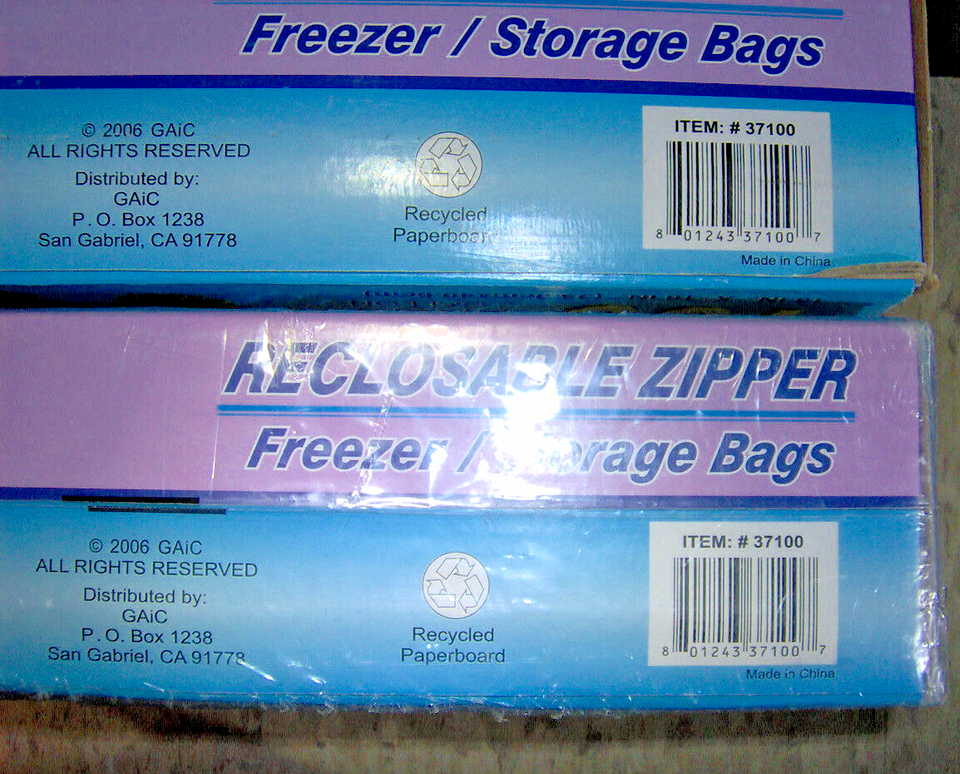 Freezer / Storage Bags
© 2006 GAiC
ALL RIGHTS RESERVED
Distributed by:
GAiC
P. O. Box 1238
San Gabriel, CA 91778
Recycled
Paperboard
ITEM: # 37100
8 01243 37100 7
Made in China
RECLOSABLE ZIPPER
Freezer / Storage Bags
© 2006 GAiC
ALL RIGHTS RESERVED
Distributed by:
GAiC
P. O. Box 1238
San Gabriel, CA 91778
Recycled
Paperboard
ITEM: # 37100
8 01243 37100 7
Made in China